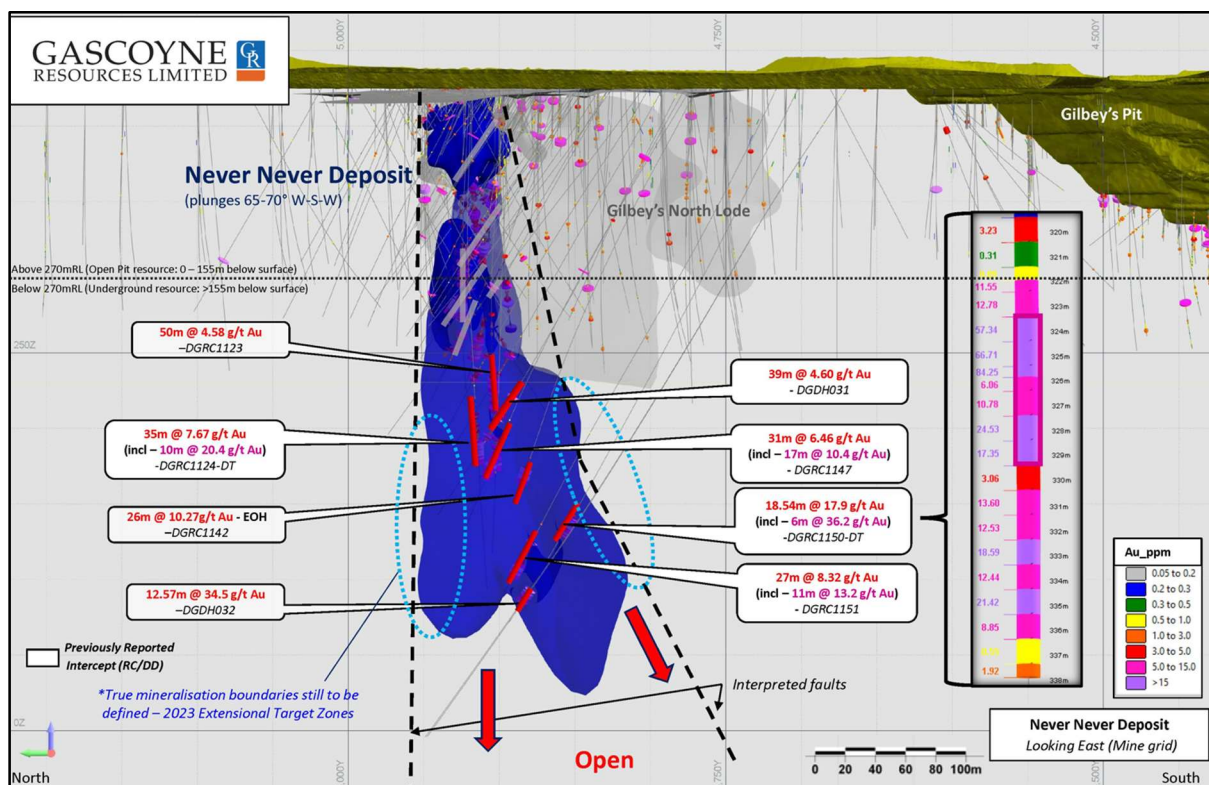 GASCOYNE
RESOURCES LIMITED
GR
5.000Y
4.750Y
4.500Y
Gilbey's Pit
Never Never Deposit
(plunges 65-70° W-S-W)
Gilbey's North Lode
Above 270mRL (Open Pit resource: 0 – 155m below surface)
Below 270mRL (Underground resource: >155m below surface)
250Z
50m @ 4.58 g/t Au
–DGRC1123
35m @ 7.67 g/t Au
(incl – 10m @ 20.4 g/t Au)
-DGRC1124-DT
26m @ 10.27g/t Au - EOH
–DGRC1142
12.57m @ 34.5 g/t Au
–DGDH032
39m @ 4.60 g/t Au
- DGDH031
31m @ 6.46 g/t Au
(incl – 17m @ 10.4 g/t Au)
- DGRC1147
18.54m @ 17.9 g/t Au
(incl – 6m @ 36.2 g/t Au)
-DGRC1150-DT
27m @ 8.32 g/t Au
(incl – 11m @ 13.2 g/t Au)
- DGRC1151
3.23 320m
0.31 321m
322m
11.55
12.78 323m
57.34 324m
66.71 325m
84.25
6.06 326m
10.78 327m
24.53 328m
17.35 329m
3.06 330m
13.60 331m
12.53 332m
18.59 333m
12.44 334m
21.42 335m
8.85 336m
337m
1.92 338m
Au_ppm
0.05 to 0.2
0.2 to 0.3
0.3 to 0.5
0.5 to 1.0
1.0 to 3.0
3.0 to 5.0
5.0 to 15.0
>15
Previously Reported
Intercept (RC/DD)
*True mineralisation boundaries still to be
defined – 2023 Extensional Target Zones
Interpreted faults
Open
0Z
North
.000Y
.750Y
.500Y
0 20 40 60 80 100m
Never Never Deposit
Looking East (Mine grid)
South